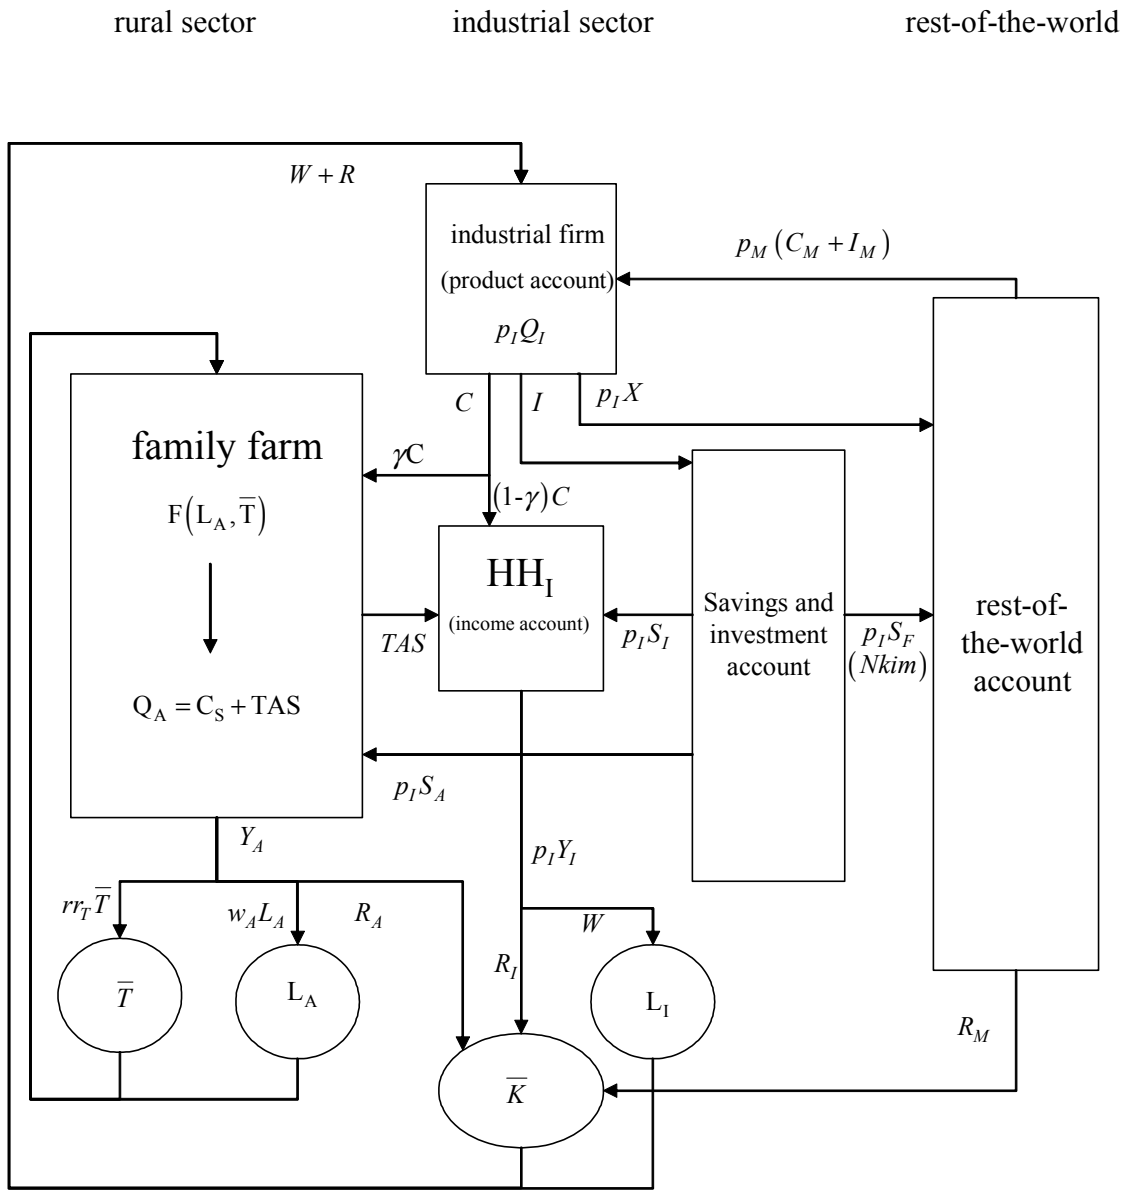 rural sector
industrial sector
rest-of-the-world
W + R
industrial firm
(product account)
p_I Q_I
p_M (C_M + I_M)
C
I
p_I X
family farm
F(L_A, T̅)
Q_A = C_S + TAS
γC
(1-γ)C
HH_I
(income account)
TAS
p_I S_I
Savings and
investment
account
p_I S_F
(Nkim)
rest-of-
the-world
account
p_I S_A
Y_A
p_I Y_I
rr_T T̅
w_A L_A
R_A
W
R_I
T̅
L_A
L_I
R_M
K̅